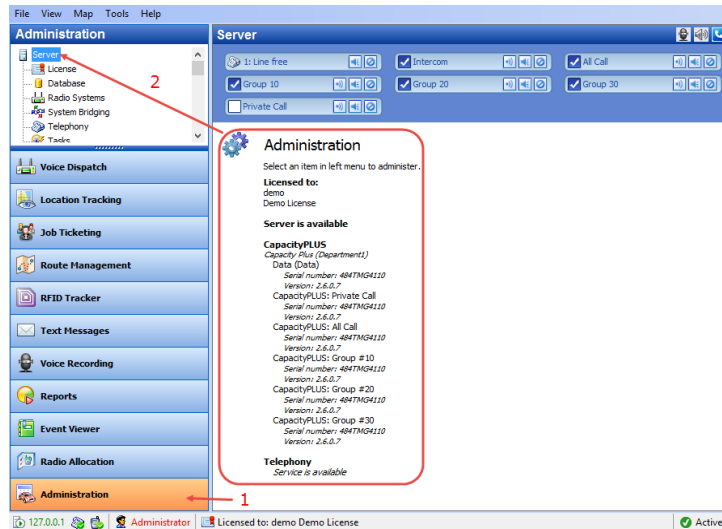 File View Map Tools Help
Administration
Server
License
Database
Radio Systems
System Bridging
Telephony
Tasks
2
Voice Dispatch
Location Tracking
Job Ticketing
Route Management
RFID Tracker
Text Messages
Voice Recording
Reports
Event Viewer
Radio Allocation
Administration
1
Server
1: Line free
Intercom
All Call
Group 10
Group 20
Group 30
Private Call
Administration
Select an item in left menu to administer.
Licensed to:
demo
Demo License
Server is available
CapacityPLUS
Capacity Plus (Department1)
Data (Data)
Serial number: 484TMG4110
Version: 2.6.0.7
CapacityPLUS: Private Call
Serial number: 484TMG4110
Version: 2.6.0.7
CapacityPLUS: All Call
Serial number: 484TMG4110
Version: 2.6.0.7
CapacityPLUS: Group #10
Serial number: 484TMG4110
Version: 2.6.0.7
CapacityPLUS: Group #20
Serial number: 484TMG4110
Version: 2.6.0.7
CapacityPLUS: Group #30
Serial number: 484TMG4110
Version: 2.6.0.7
Telephony
Service is available
127.0.0.1 Administrator Licensed to: demo Demo License Active